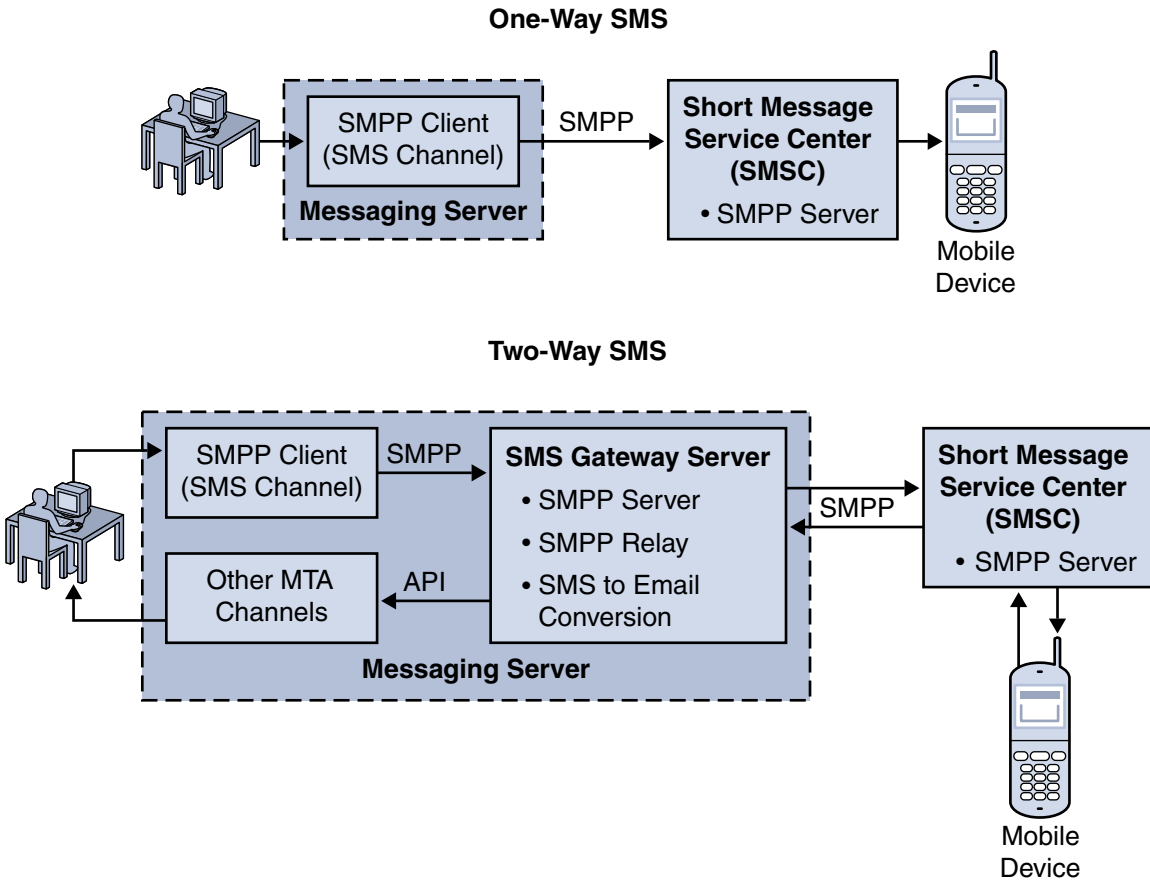 One-Way SMS
SMPP Client
(SMS Channel)
Messaging Server
SMPP
Short Message
Service Center
(SMSC)
• SMPP Server
Mobile
Device
Two-Way SMS
SMPP Client
(SMS Channel)
SMPP
SMS Gateway Server
• SMPP Server
• SMPP Relay
• SMS to Email
Conversion
Other MTA
Channels
API
Messaging Server
SMPP
Short Message
Service Center
(SMSC)
• SMPP Server
Mobile
Device